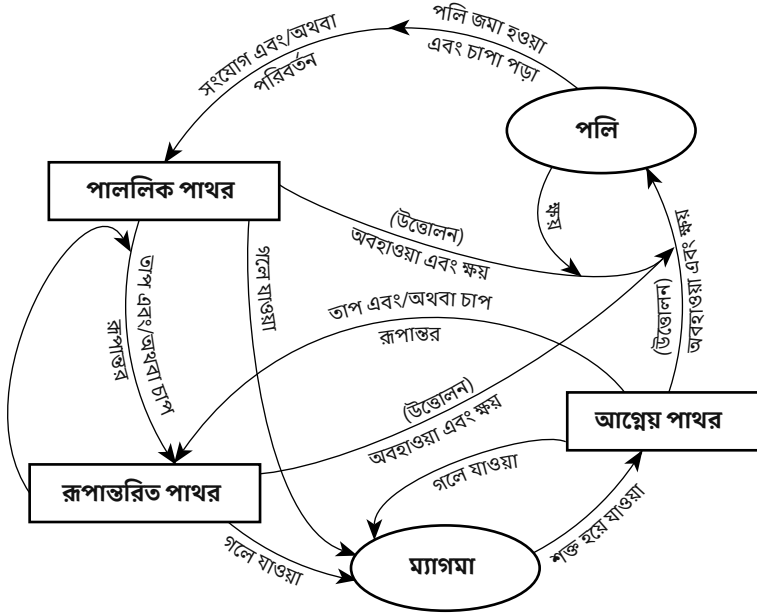 পলি জমা হওয়া
এবং চাপা পড়া
সংযোগ এবং/অথবা
পরিবর্তন
পলি
পাললিক পাথর
ক্ষয়
(উত্তোলন)
অবহাওয়া এবং ক্ষয়
(উত্তোলন)
অবহাওয়া এবং ক্ষয়
গলে যাওয়া
তাপ এবং/অথবা চাপ
রূপান্তর
তাপ এবং/অথবা চাপ
রূপান্তর
(উত্তোলন)
অবহাওয়া এবং ক্ষয়
আগ্নেয় পাথর
গলে যাওয়া
রূপান্তরিত পাথর
গলে যাওয়া
ম্যাগমা
শক্ত হয়ে যাওয়া